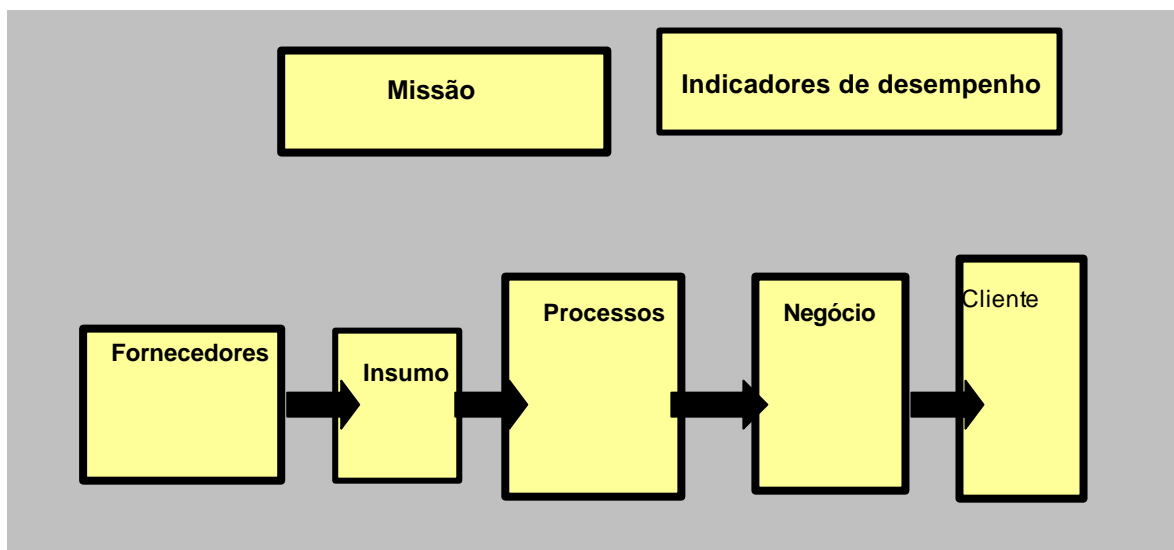 Missão
Indicadores de desempenho
Fornecedores
Insumo
Processos
Negócio
Cliente